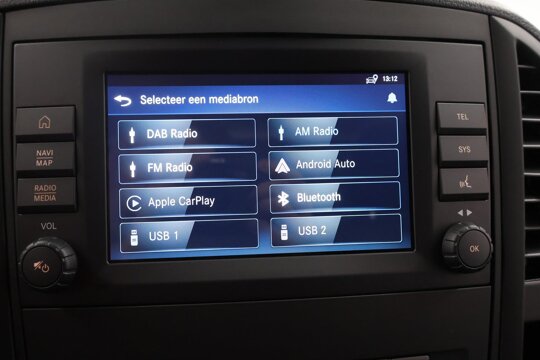 13:12
Selecteer een mediabron
DAB Radio
AM Radio
FM Radio
Android Auto
Apple CarPlay
Bluetooth
USB 1
USB 2
NAVI
MAP
RADIO
MEDIA
VOL
TEL
SYS
OK